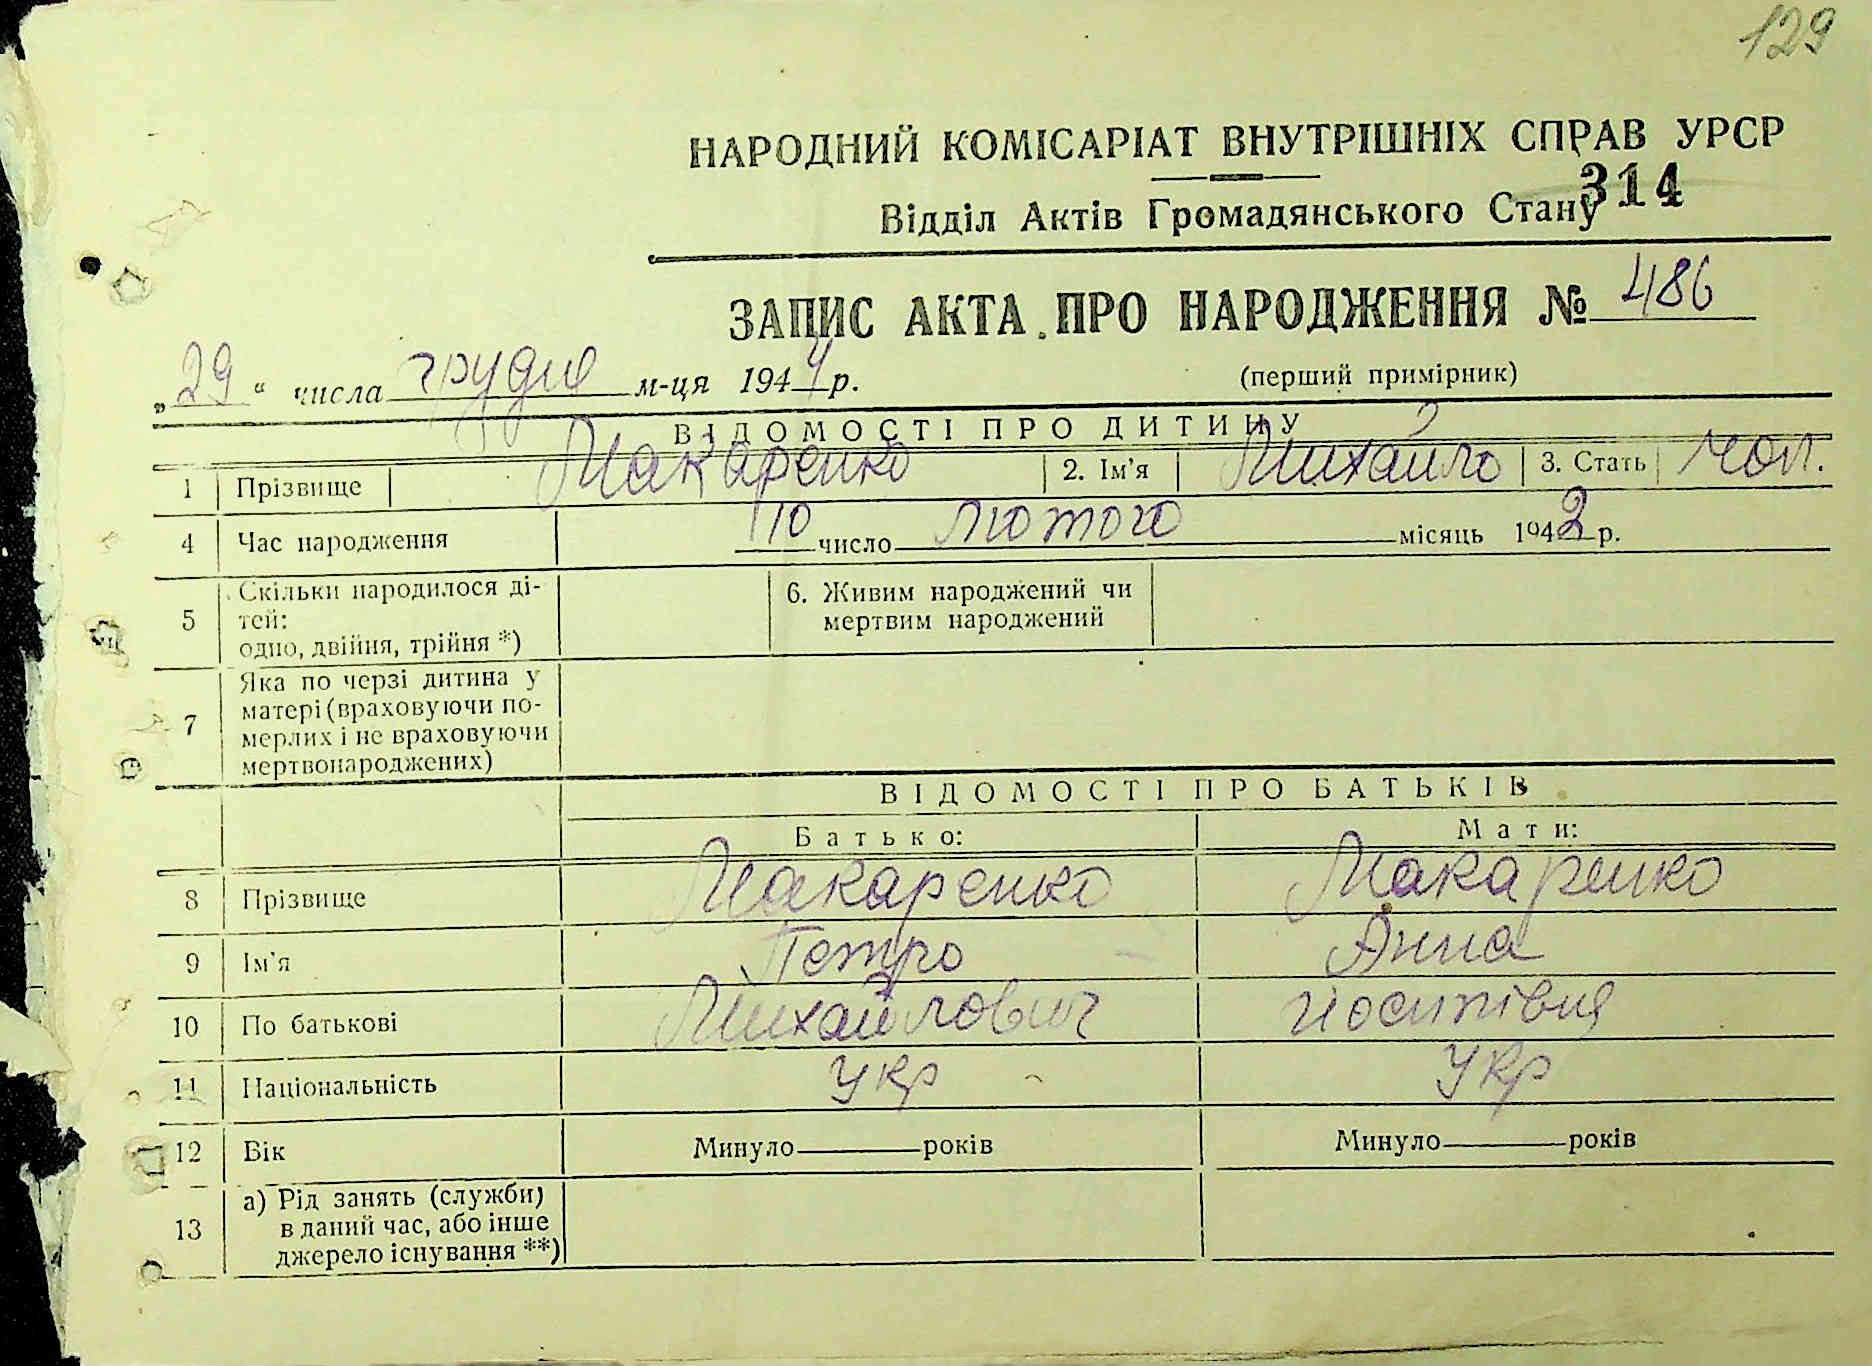 129
НАРОДНИЙ КОМІСАРІАТ ВНУТРІШНІХ СПРАВ УРСР
314
Відділ Актів Громадянського Стану
ЗАПИС АКТА ПРО НАРОДЖЕННЯ № 486
„29“ числа грудня м-ця 1944 р. (перший примірник)
ВІДОМОСТІ ПРО ДИТИНУ
1 Прізвище Макаренко 2. Ім'я Михайло 3. Стать чол.
4 Час народження 10 число лютого місяць 1942 р.
5 Скільки народилося ді-
тей:
одно, двійня, трійня *)
6. Живим народжений чи
мертвим народжений
7 Яка по черзі дитина у
матері (враховуючи по-
мерлих і не враховуючи
мертвонароджених)
ВІДОМОСТІ ПРО БАТЬКІВ
Батько: Мати:
8 Прізвище Макаренко Макаренко
9 Ім'я Петро Анна
10 По батькові Михайлович Йосипівна
11 Національність укр укр
12 Вік Минуло років Минуло років
13 а) Рід занять (служби)
в даний час, або інше
джерело існування **)